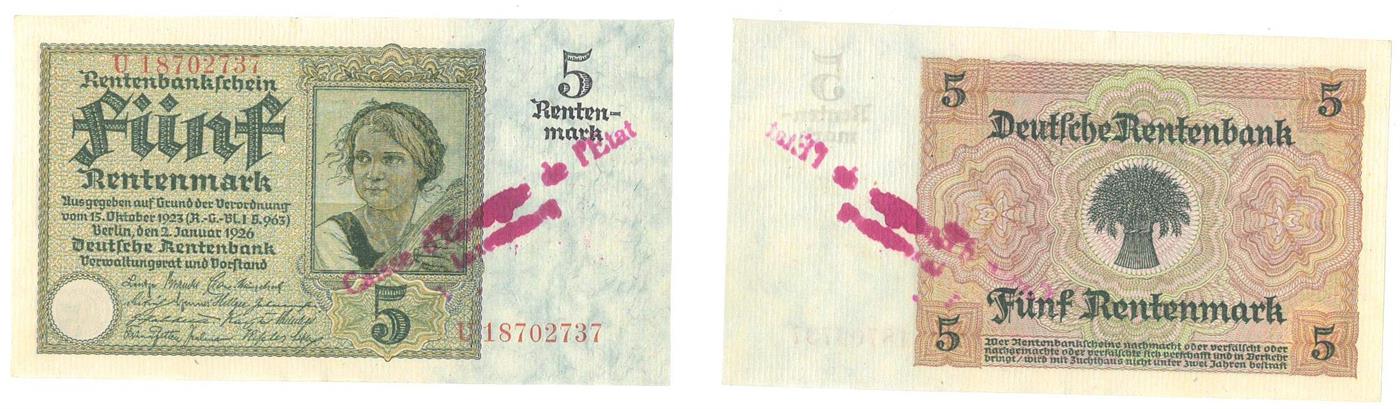 U 18702737
Rentenbankschein
Fünf
Rentenmark
Ausgegeben auf Grund der Verordnung
vom 15. Oktober 1923 (R.-G.-Bl. I S. 963)
Berlin, den 2. Januar 1926
Deutsche Rentenbank
Verwaltungsrat und Vorstand
5
5
Renten-
mark
Caisse d'Epargne de l'Etat
U 18702737
5
5
Deutsche Rentenbank
Fünf Rentenmark
5
5
Wer Rentenbankscheine nachmacht oder verfälscht oder
nachgemachte oder verfälschte sich verschafft und in Verkehr
bringt, wird mit Zuchthaus nicht unter zwei Jahren bestraft